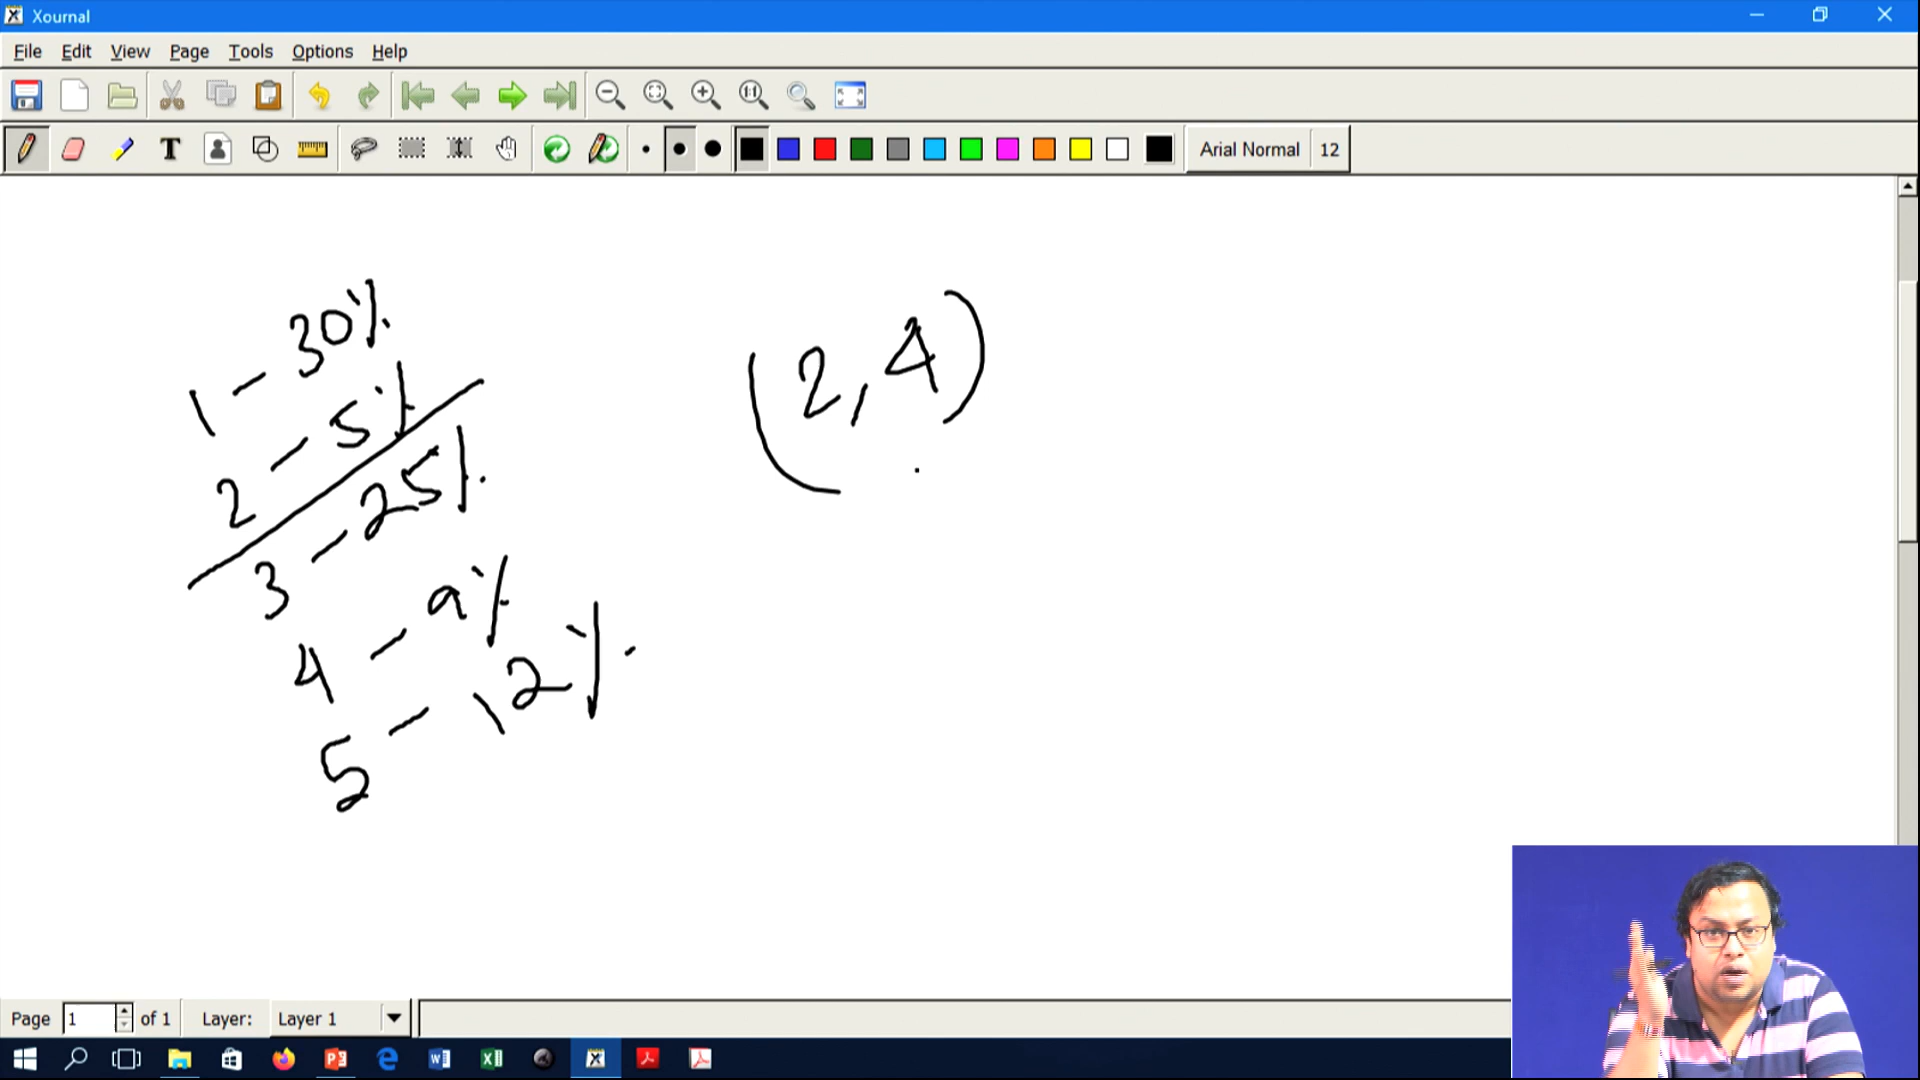 Xournal
File Edit View Page Tools Options Help
Arial Normal 12
1 - 30%
2 - 5%
3 - 25%
4 - 9%
5 - 12%
(2, 4)
Page 1 of 1 Layer: Layer 1